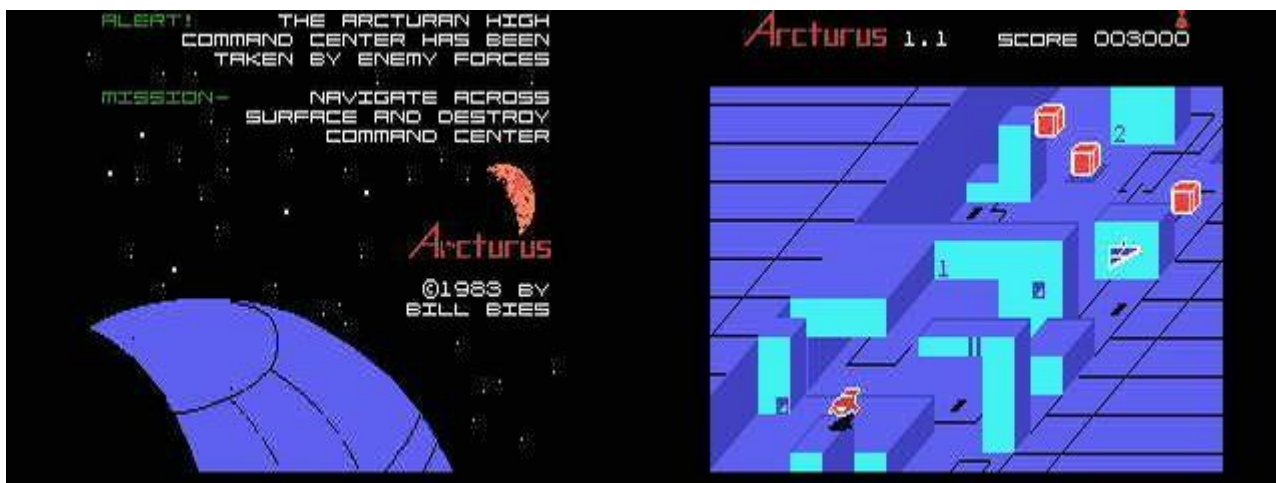 ALERT! THE ARCTURAN HIGH
COMMAND CENTER HAS BEEN
TAKEN BY ENEMY FORCES
MISSION- NAVIGATE ACROSS
SURFACE AND DESTROY
COMMAND CENTER
Arcturus
©1983 BY
BILL BIES
Arcturus 1.1 SCORE 003000
2
1